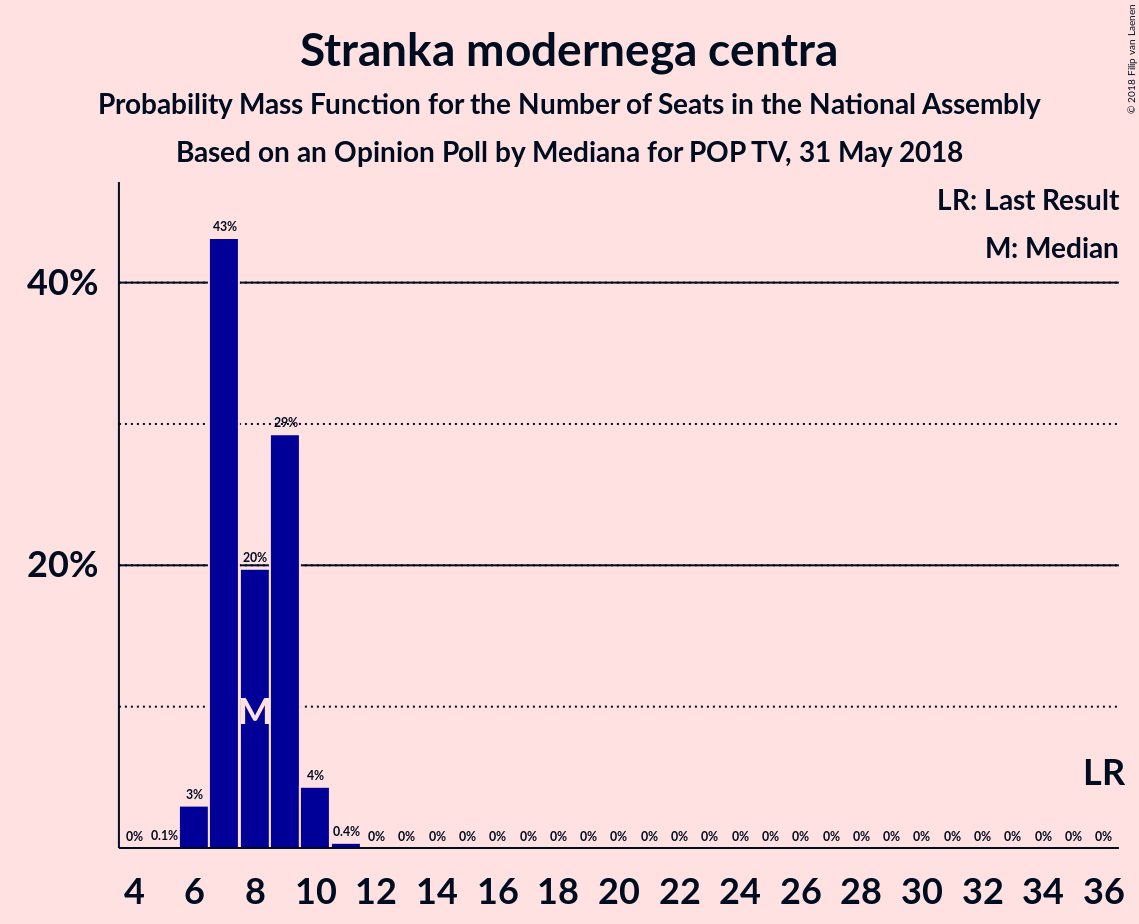 Stranka modernega centra
Probability Mass Function for the Number of Seats in the National Assembly
Based on an Opinion Poll by Mediana for POP TV, 31 May 2018
© 2018 Filip van Laenen
LR: Last Result
M: Median
43%
40%
29%
20%
20%
M
LR
4%
3%
0% 0.1% 0.4% 0% 0% 0% 0% 0% 0% 0% 0% 0% 0% 0% 0% 0% 0% 0% 0% 0% 0% 0% 0% 0% 0% 0% 0% 0%
4 6 8 10 12 14 16 18 20 22 24 26 28 30 32 34 36